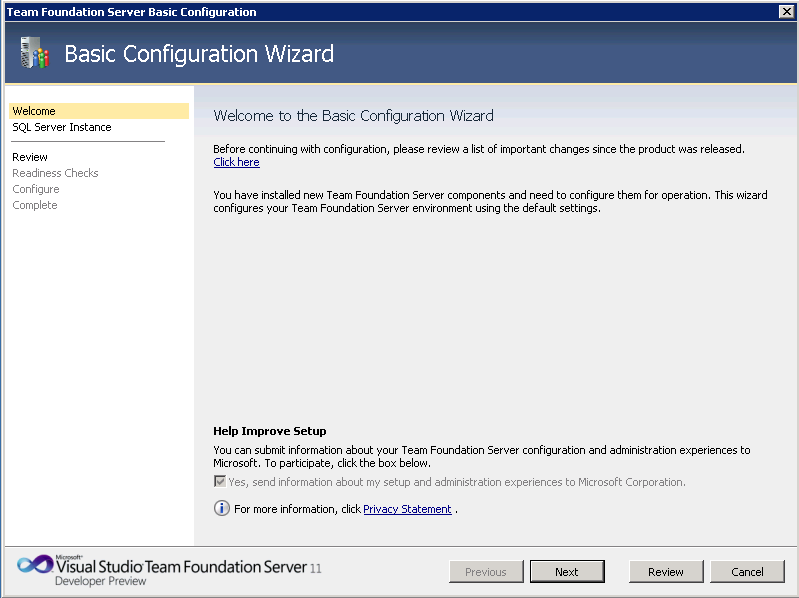 Team Foundation Server Basic Configuration
Basic Configuration Wizard
Welcome
SQL Server Instance
Review
Readiness Checks
Configure
Complete
Welcome to the Basic Configuration Wizard
Before continuing with configuration, please review a list of important changes since the product was released.
Click here
You have installed new Team Foundation Server components and need to configure them for operation. This wizard
configures your Team Foundation Server environment using the default settings.
Help Improve Setup
You can submit information about your Team Foundation Server configuration and administration experiences to
Microsoft. To participate, click the box below.
Yes, send information about my setup and administration experiences to Microsoft Corporation.
For more information, click Privacy Statement .
Microsoft®
Visual Studio Team Foundation Server 11
Developer Preview
Previous
Next
Review
Cancel